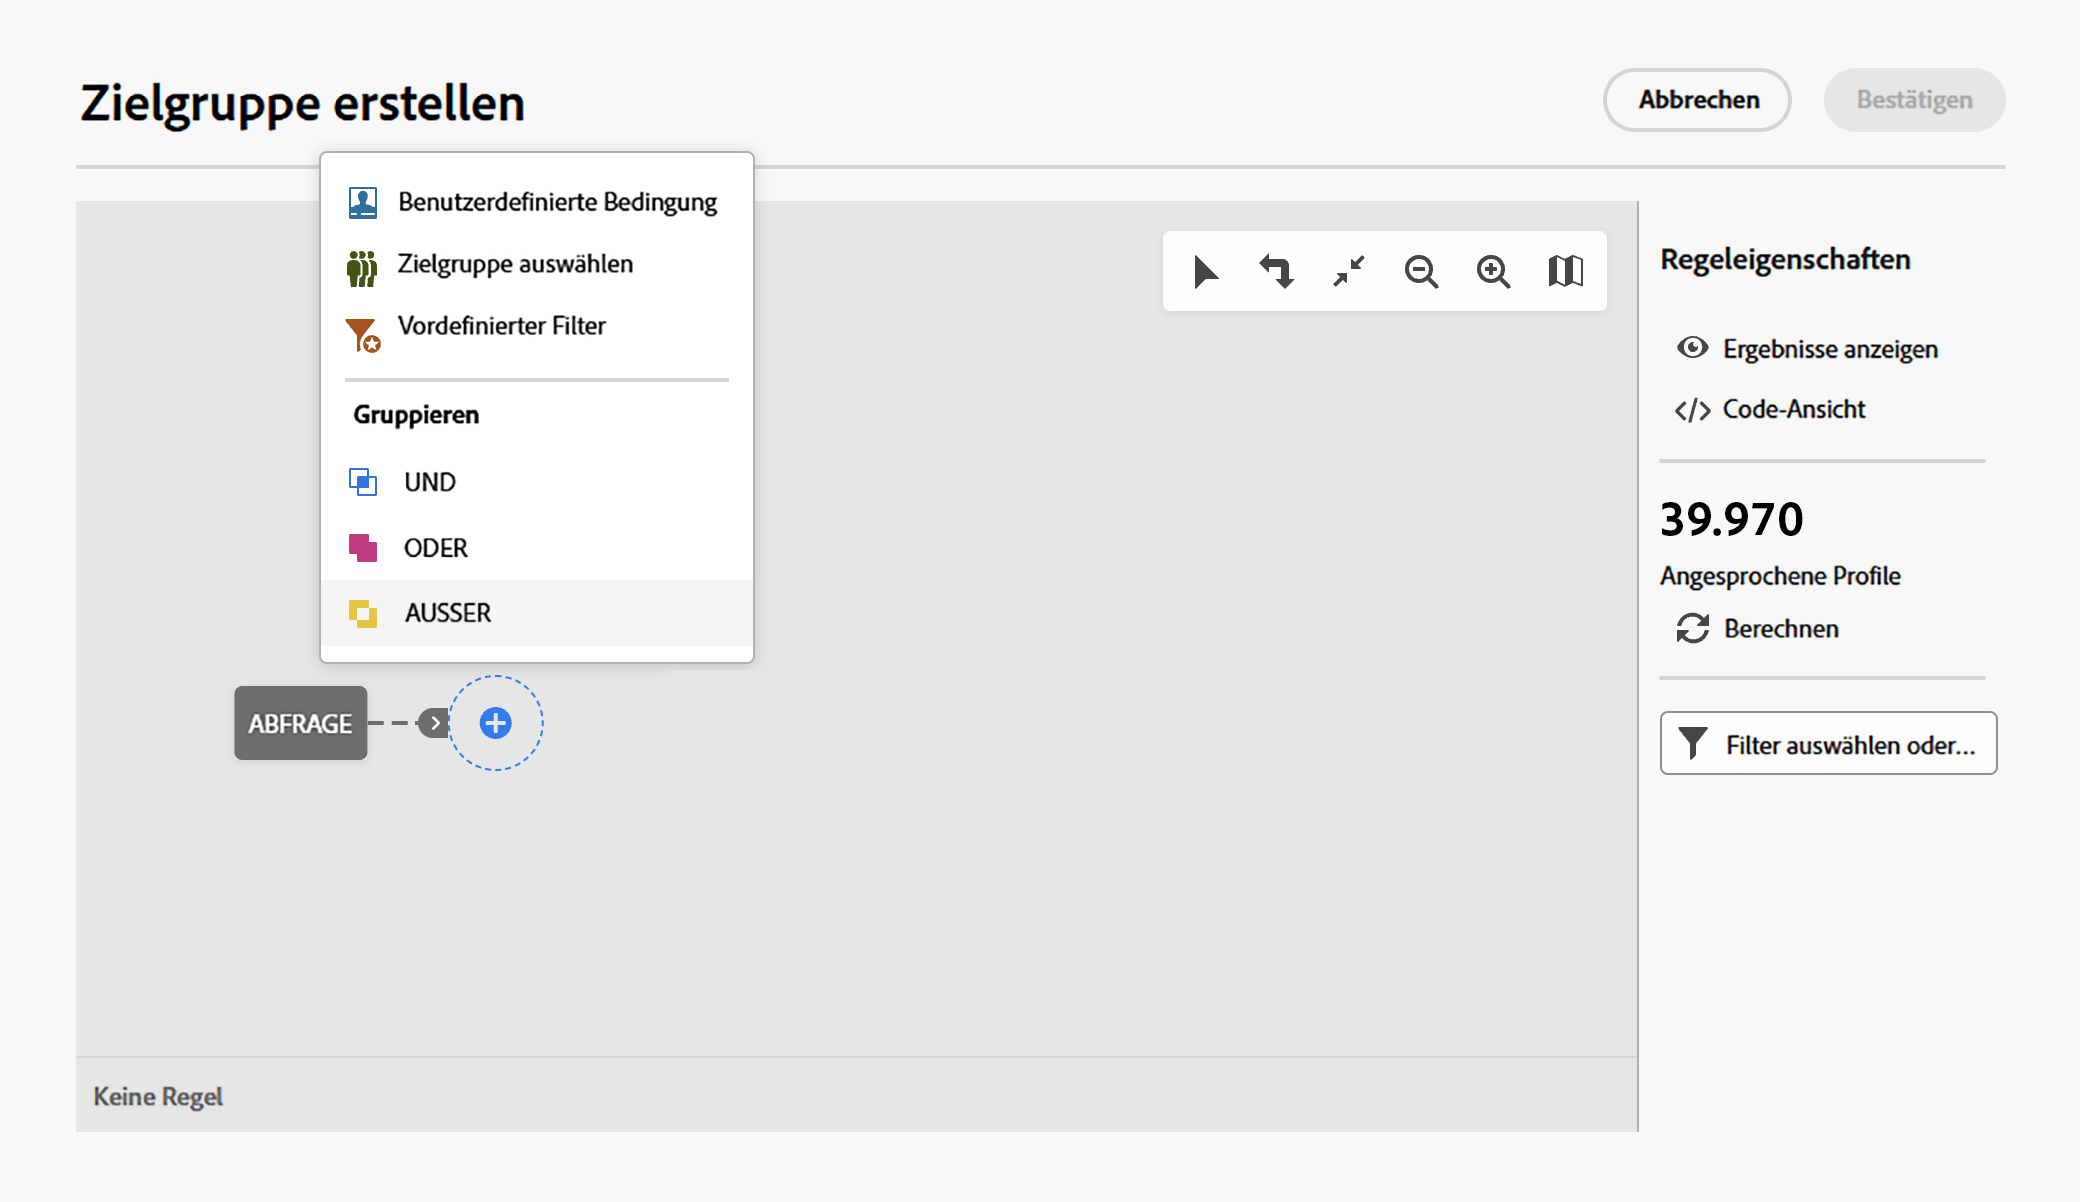 Zielgruppe erstellen
Abbrechen
Bestätigen
Benutzerdefinierte Bedingung
Zielgruppe auswählen
Vordefinierter Filter
Gruppieren
UND
ODER
AUSSER
ABFRAGE
Keine Regel
Regeleigenschaften
Ergebnisse anzeigen
Code-Ansicht
39.970
Angesprochene Profile
Berechnen
Filter auswählen oder...